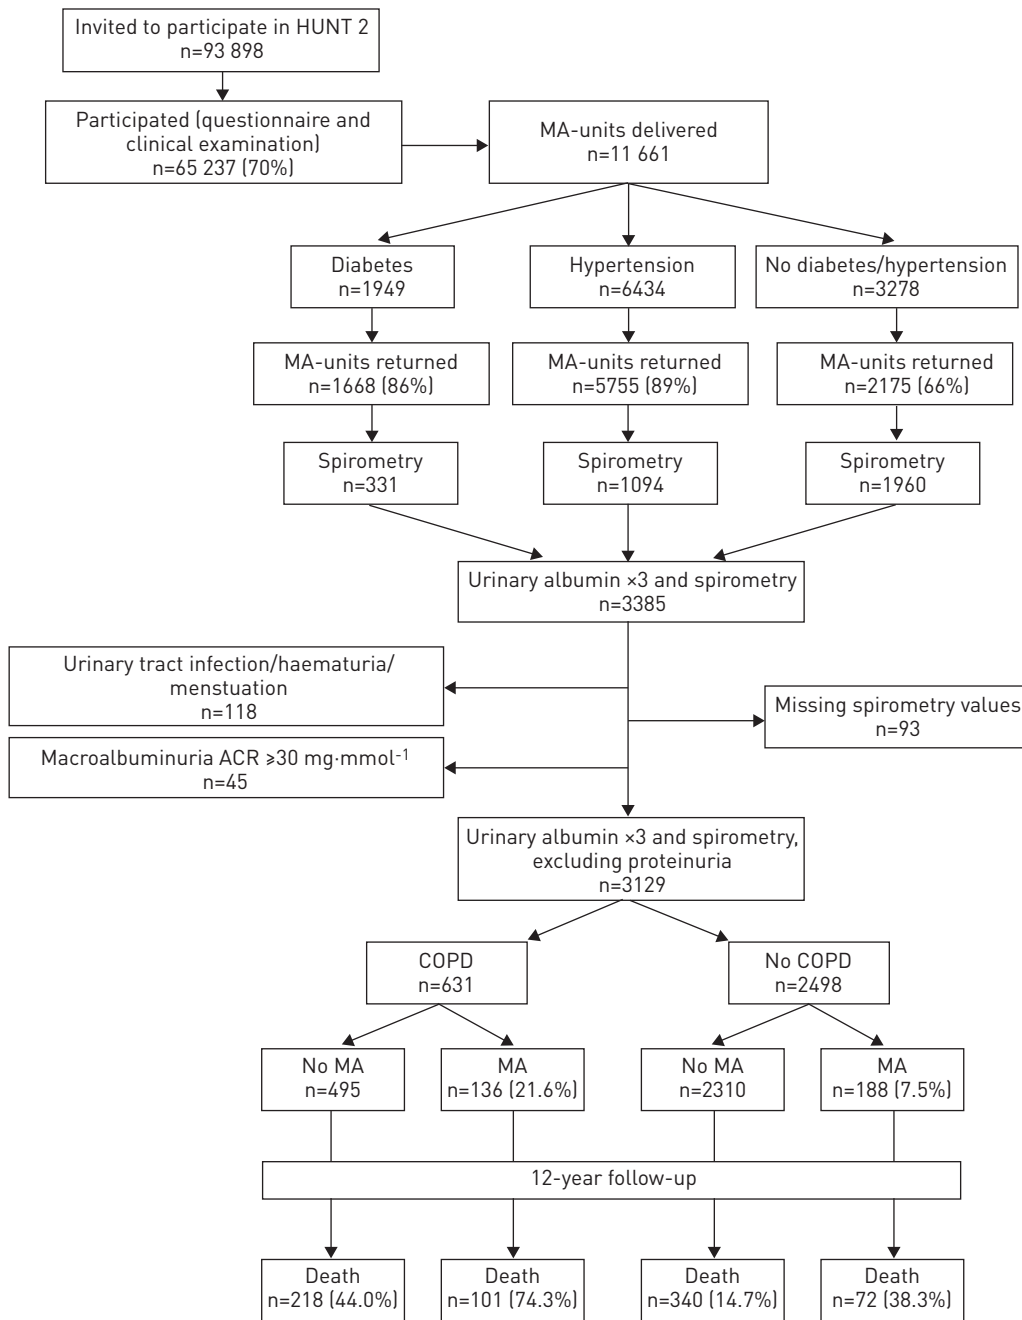 Invited to participate in HUNT 2
n=93 898
Participated (questionnaire and
clinical examination)
n=65 237 (70%)
MA-units delivered
n=11 661
Diabetes
n=1949
Hypertension
n=6434
No diabetes/hypertension
n=3278
MA-units returned
n=1668 (86%)
MA-units returned
n=5755 (89%)
MA-units returned
n=2175 (66%)
Spirometry
n=331
Spirometry
n=1094
Spirometry
n=1960
Urinary albumin ×3 and spirometry
n=3385
Urinary tract infection/haematuria/
menstuation
n=118
Missing spirometry values
n=93
Macroalbuminuria ACR ≥30 mg·mmol⁻¹
n=45
Urinary albumin ×3 and spirometry,
excluding proteinuria
n=3129
COPD
n=631
No COPD
n=2498
No MA
n=495
MA
n=136 (21.6%)
No MA
n=2310
MA
n=188 (7.5%)
12-year follow-up
Death
n=218 (44.0%)
Death
n=101 (74.3%)
Death
n=340 (14.7%)
Death
n=72 (38.3%)